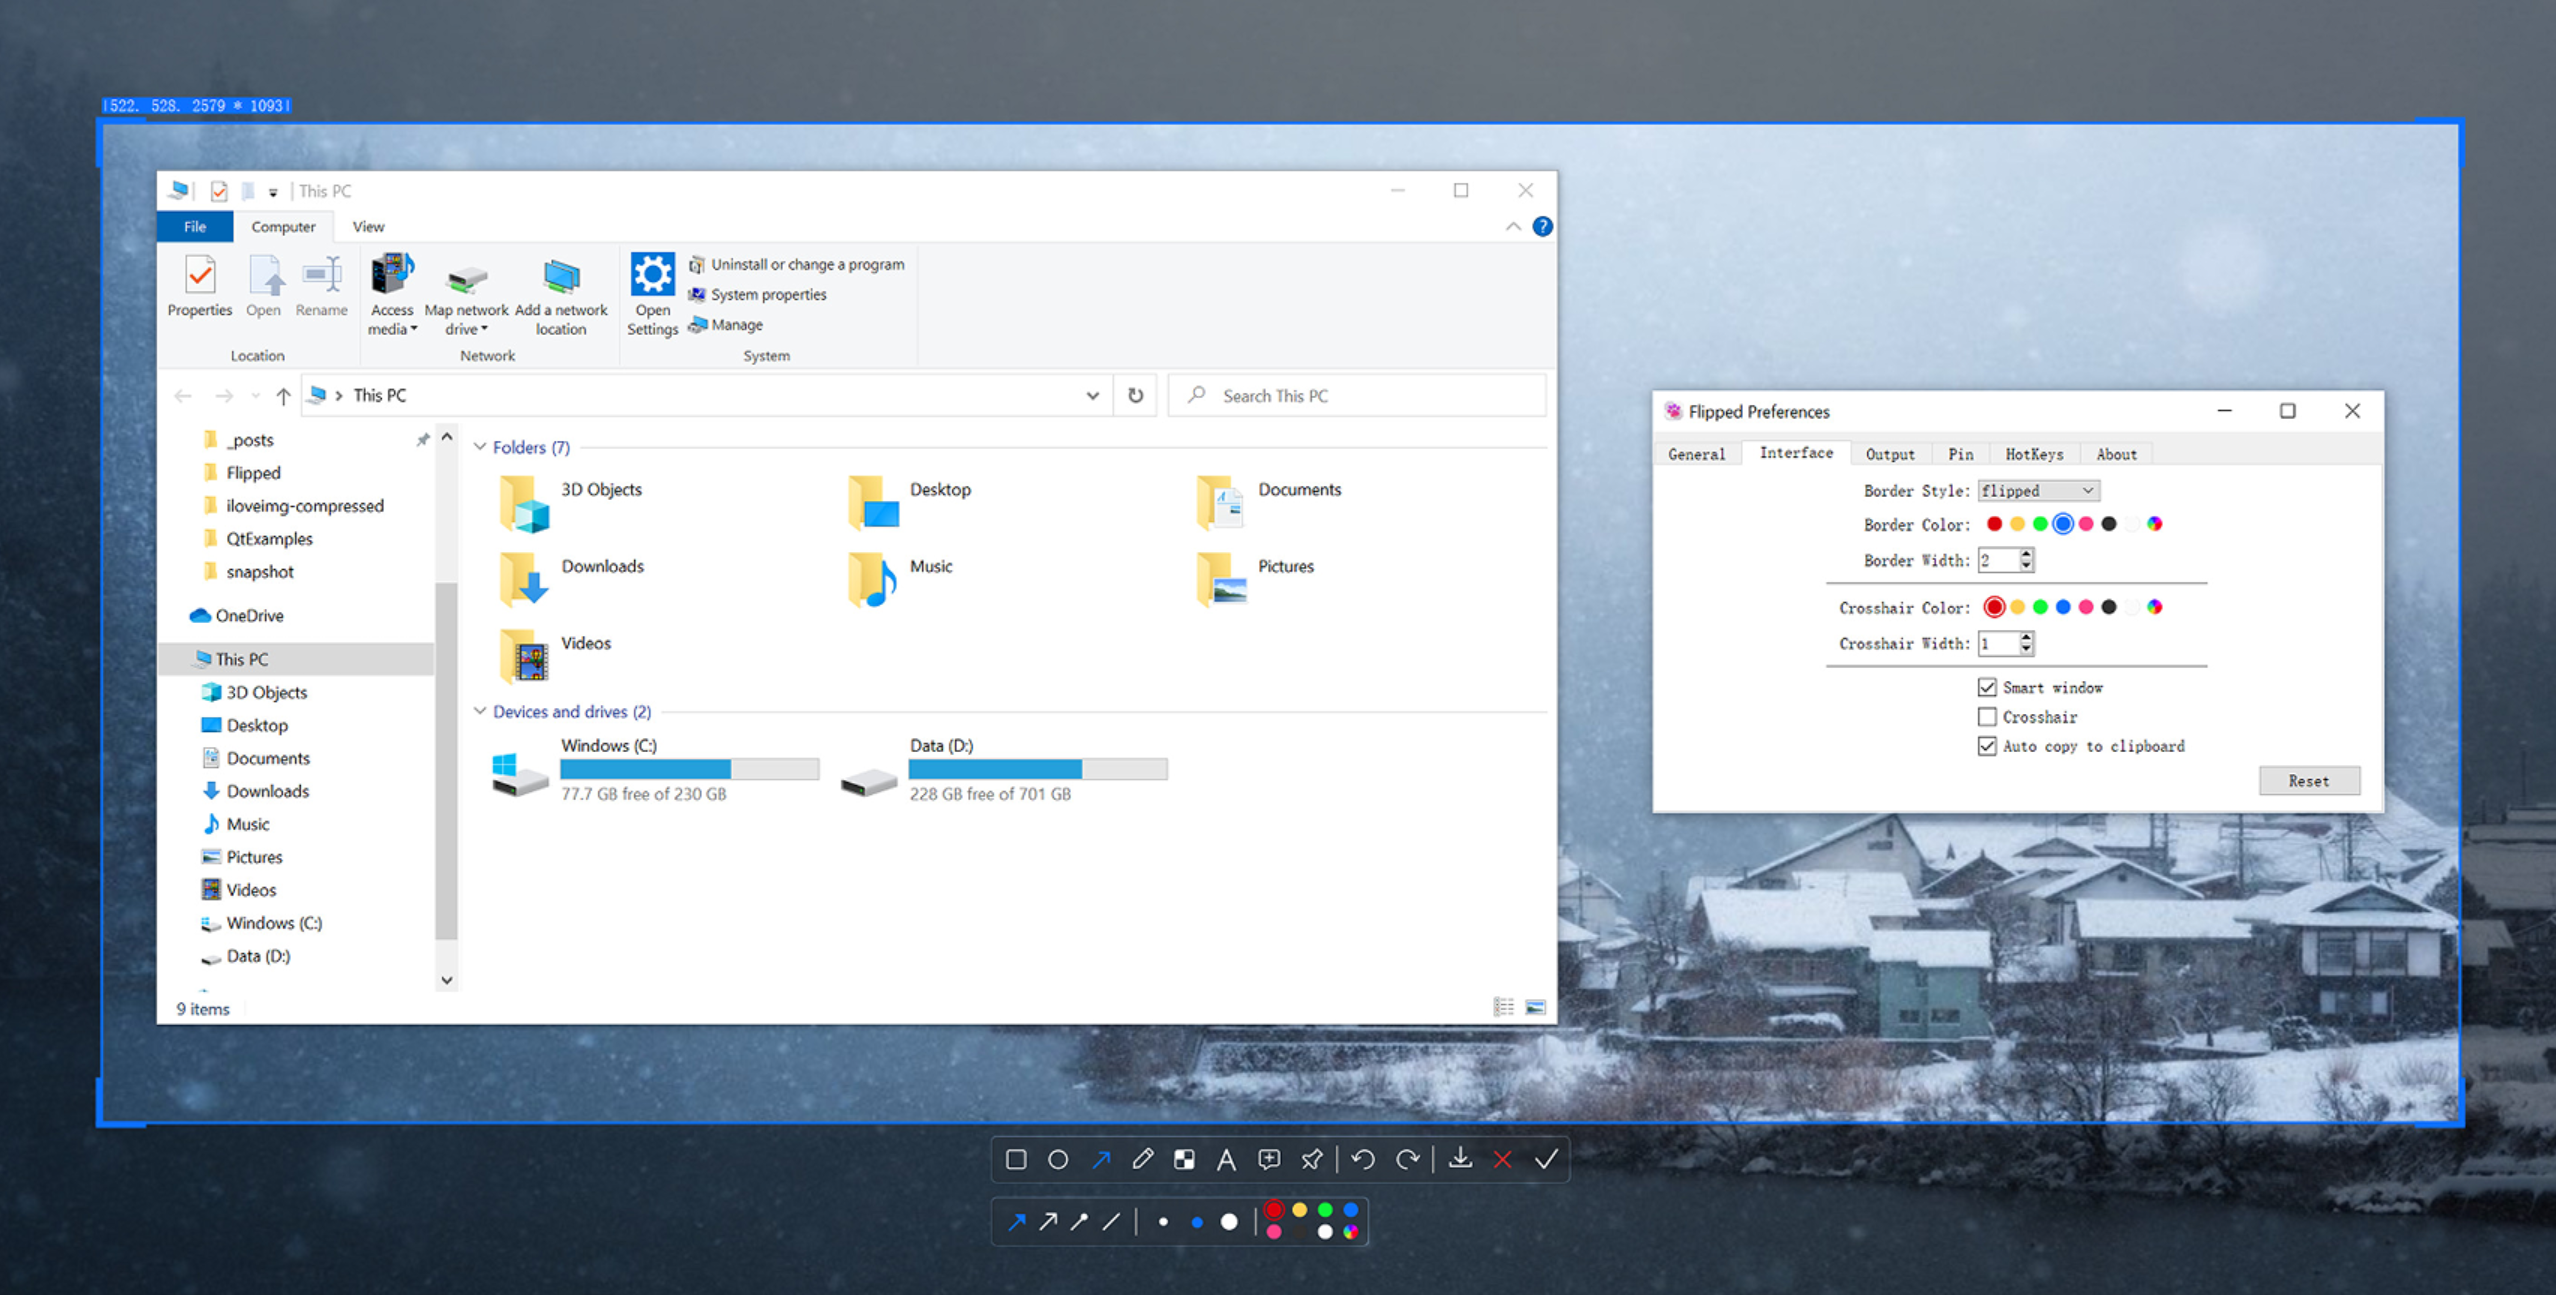 522. 528. 2579 * 1093
This PC
File Computer View
Properties Open Rename
Access media
Map network drive
Add a network location
Open Settings
Uninstall or change a program
System properties
Manage
Location Network System
This PC
Search This PC
_posts
Flipped
iloveimg-compressed
QtExamples
snapshot
OneDrive
This PC
3D Objects
Desktop
Documents
Downloads
Music
Pictures
Videos
Windows (C:)
Data (D:)
Folders (7)
3D Objects Desktop Documents
Downloads Music Pictures
Videos
Devices and drives (2)
Windows (C:) Data (D:)
77.7 GB free of 230 GB 228 GB free of 701 GB
9 items
Flipped Preferences
General Interface Output Pin HotKeys About
Border Style: flipped
Border Color:
Border Width: 2
Crosshair Color:
Crosshair Width: 1
Smart window
Crosshair
Auto copy to clipboard
Reset
A